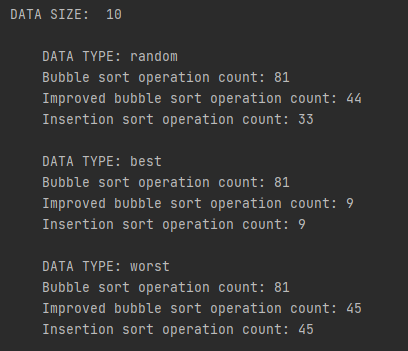 DATA SIZE:  10
DATA TYPE: random
Bubble sort operation count: 81
Improved bubble sort operation count: 44
Insertion sort operation count: 33
DATA TYPE: best
Bubble sort operation count: 81
Improved bubble sort operation count: 9
Insertion sort operation count: 9
DATA TYPE: worst
Bubble sort operation count: 81
Improved bubble sort operation count: 45
Insertion sort operation count: 45